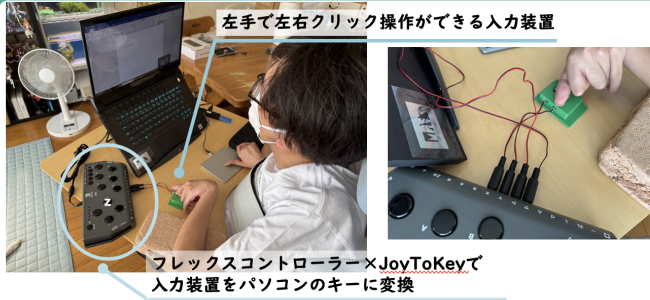 左手で左右クリック操作ができる入力装置
Z
A
B
フレックスコントローラー×JoyToKeyで
入力装置をパソコンのキーに変換